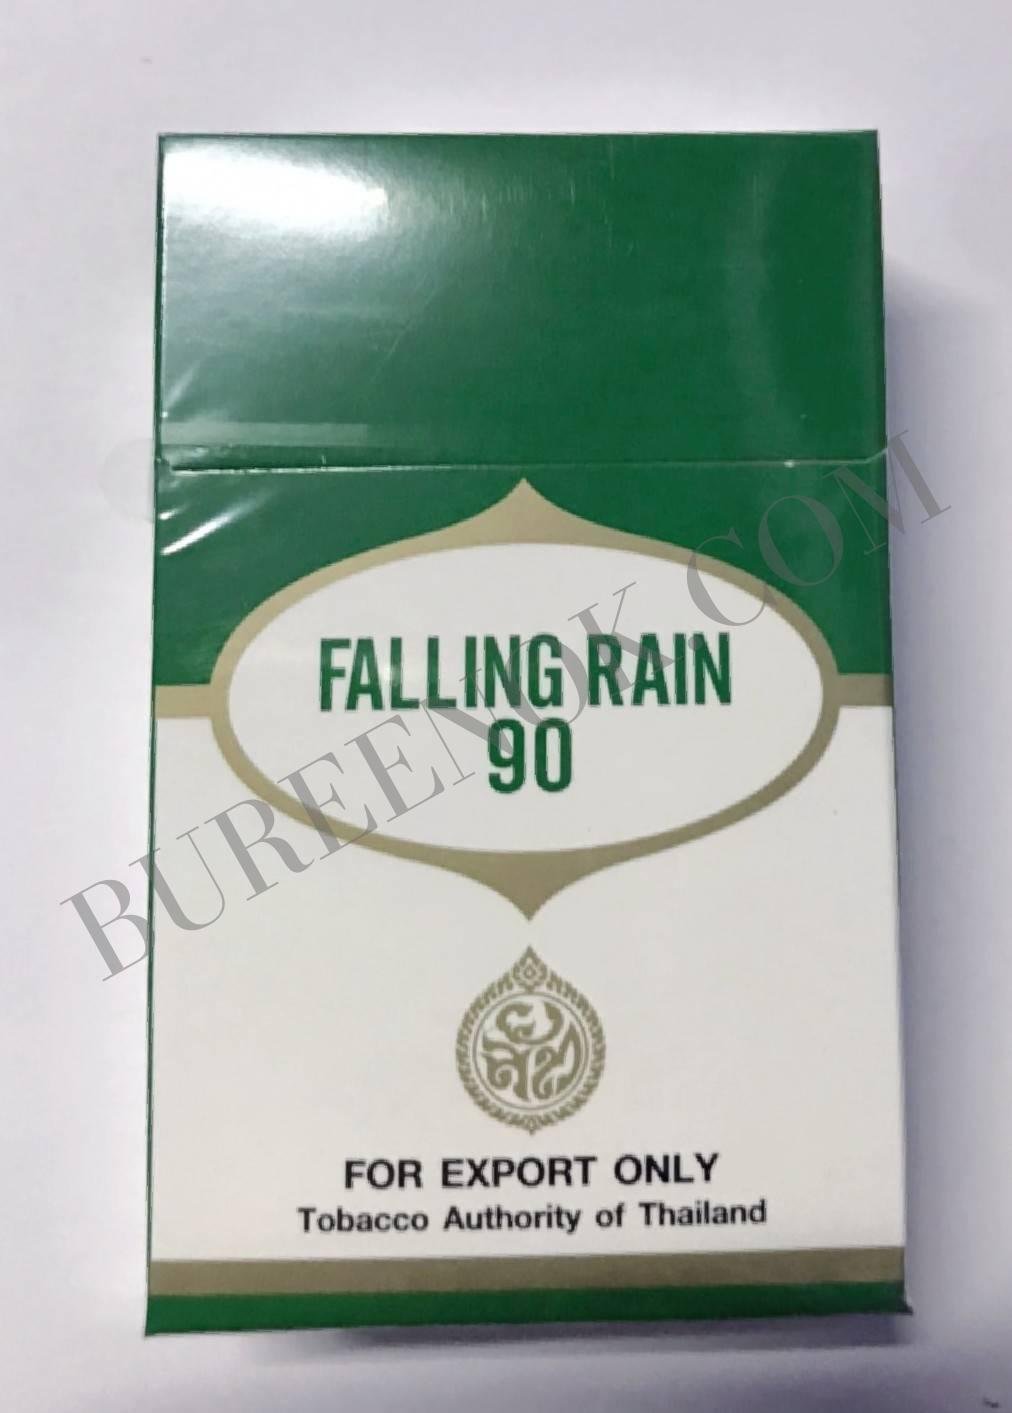 FALLING RAIN
90
BUREENOK.COM
FOR EXPORT ONLY
Tobacco Authority of Thailand